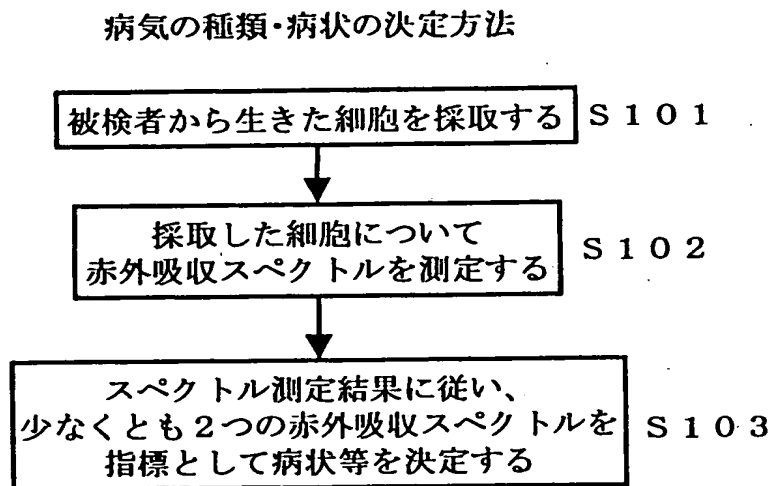 病気の種類・病状の決定方法
被検者から生きた細胞を採取する
S101
採取した細胞について
赤外吸収スペクトルを測定する
S102
スペクトル測定結果に従い、
少なくとも2つの赤外吸収スペクトルを
指標として病状等を決定する
S103